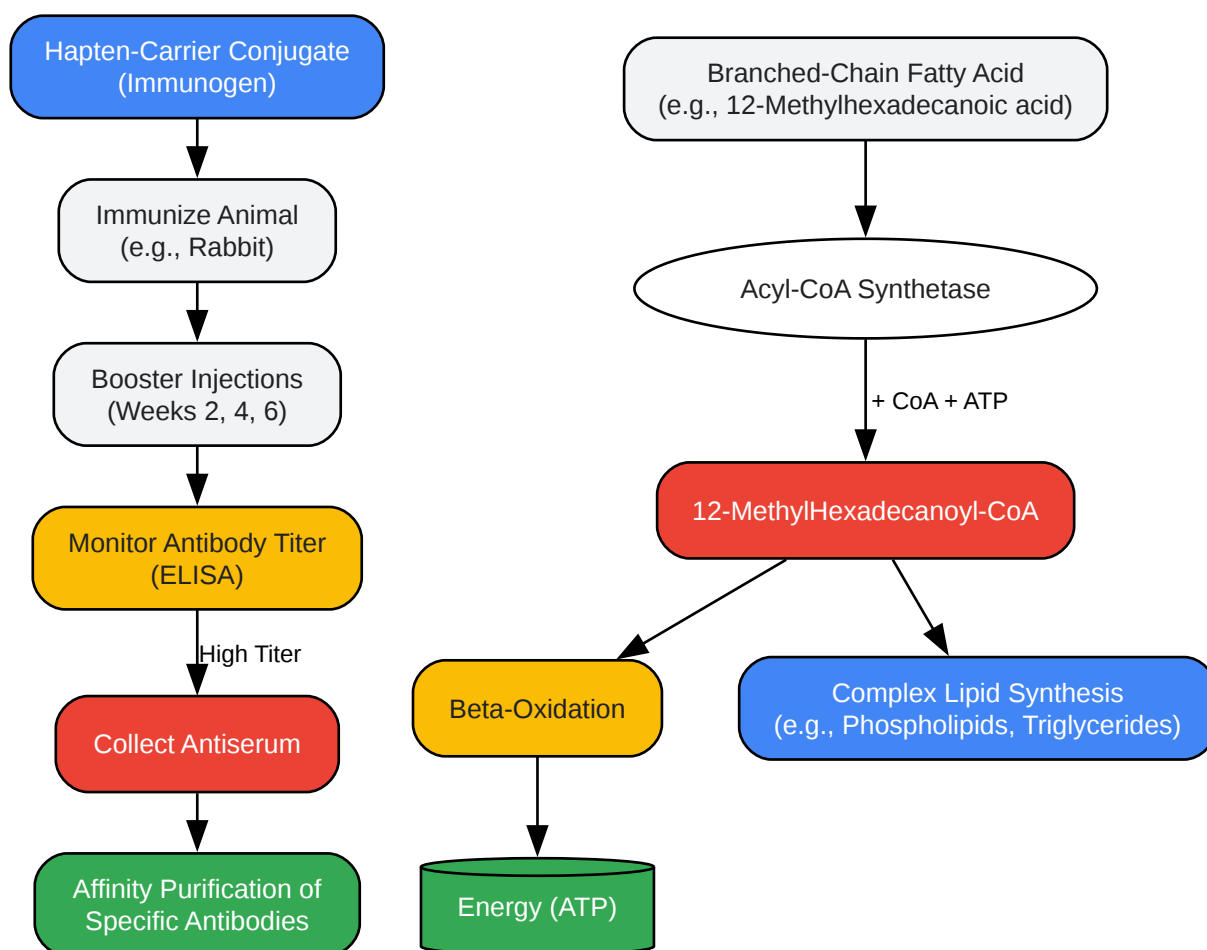 Hapten-Carrier Conjugate
(Immunogen)
Immunize Animal
(e.g., Rabbit)
Booster Injections
(Weeks 2, 4, 6)
Monitor Antibody Titer
(ELISA)
High Titer
Collect Antiserum
Affinity Purification of
Specific Antibodies
Branched-Chain Fatty Acid
(e.g., 12-Methylhexadecanoic acid)
Acyl-CoA Synthetase
+ CoA + ATP
12-MethylHexadecanoyl-CoA
Beta-Oxidation
Complex Lipid Synthesis
(e.g., Phospholipids, Triglycerides)
Energy (ATP)